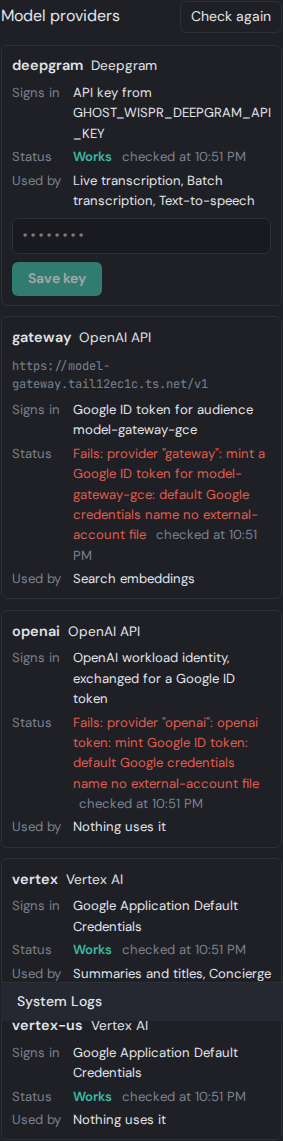 Model providers
Check again
deepgram Deepgram
Signs in API key from
GHOST_WISPR_DEEPGRAM_API
_KEY
Status Works checked at 10:51 PM
Used by Live transcription, Batch
transcription, Text-to-speech
••••••••
Save key
gateway OpenAI API
https://model-
gateway.tail12ec1c.ts.net/v1
Signs in Google ID token for audience
model-gateway-gce
Status Fails: provider "gateway": mint a
Google ID token for model-
gateway-gce: default Google
credentials name no external-
account file checked at 10:51
PM
Used by Search embeddings
openai OpenAI API
Signs in OpenAI workload identity,
exchanged for a Google ID
token
Status Fails: provider "openai": openai
token: mint Google ID token:
default Google credentials
name no external-account file
checked at 10:51 PM
Used by Nothing uses it
vertex Vertex AI
Signs in Google Application Default
Credentials
Status Works checked at 10:51 PM
Used by Summaries and titles, Concierge
System Logs
vertex-us Vertex AI
Signs in Google Application Default
Credentials
Status Works checked at 10:51 PM
Used by Nothing uses it